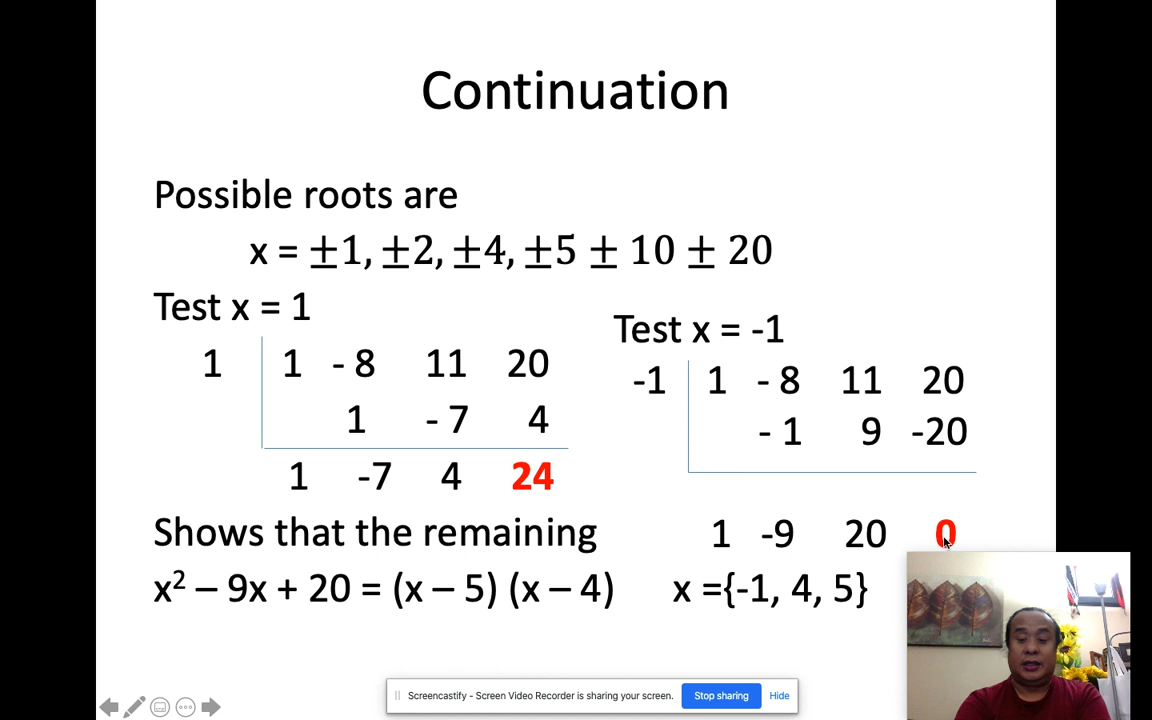 Continuation
Possible roots are
x = ±1, ±2, ±4, ±5 ± 10 ± 20
Test x = 1
1 1 - 8 11 20
1 - 7 4
1 -7 4 24
Test x = -1
-1 1 - 8 11 20
- 1 9 -20
1 -9 20 0
Shows that the remaining
x² – 9x + 20 = (x – 5) (x – 4)
x ={-1, 4, 5}
Screencastify - Screen Video Recorder is sharing your screen. Stop sharing Hide